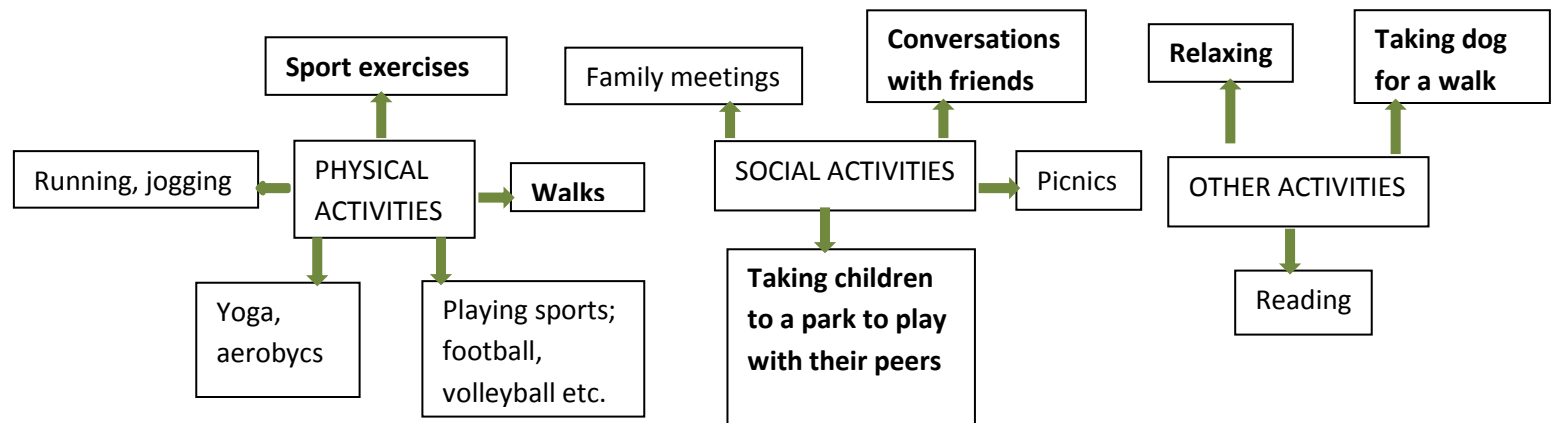 Sport exercises
Running, jogging
PHYSICAL
ACTIVITIES
Walks
Yoga,
aerobycs
Playing sports;
football,
volleyball etc.
Family meetings
Conversations
with friends
SOCIAL ACTIVITIES
Picnics
Taking children
to a park to play
with their peers
Relaxing
Taking dog
for a walk
OTHER ACTIVITIES
Reading